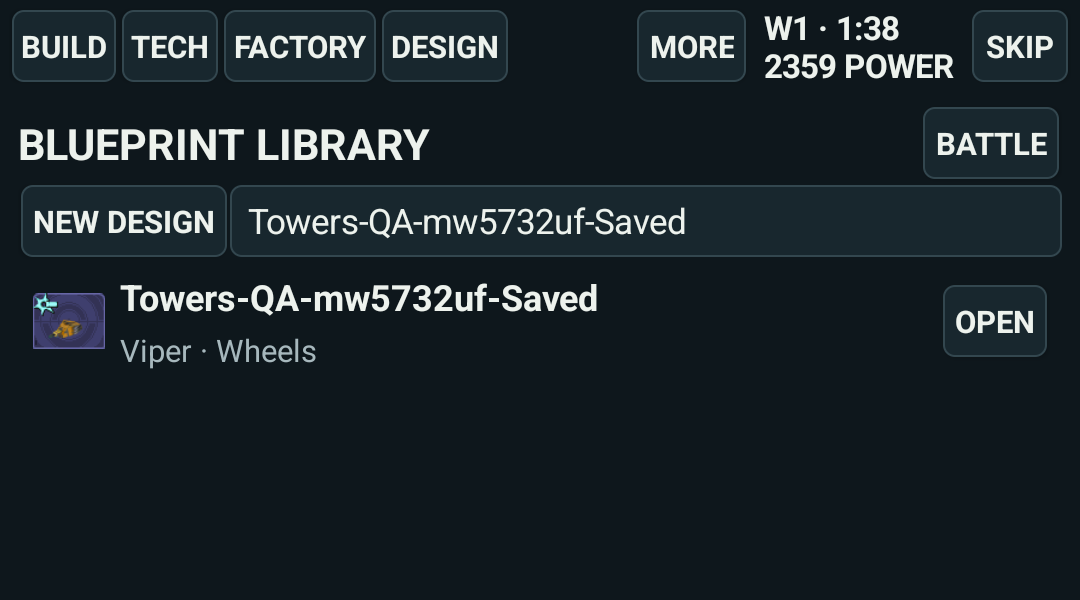 BUILD TECH FACTORY DESIGN MORE W1 · 1:38 SKIP
2359 POWER
BLUEPRINT LIBRARY BATTLE
NEW DESIGN Towers-QA-mw5732uf-Saved
Towers-QA-mw5732uf-Saved
Viper · Wheels
OPEN